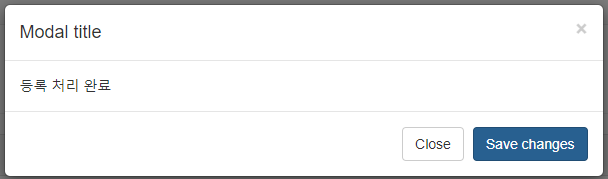 Modal title
×
등록 처리 완료
Close
Save changes